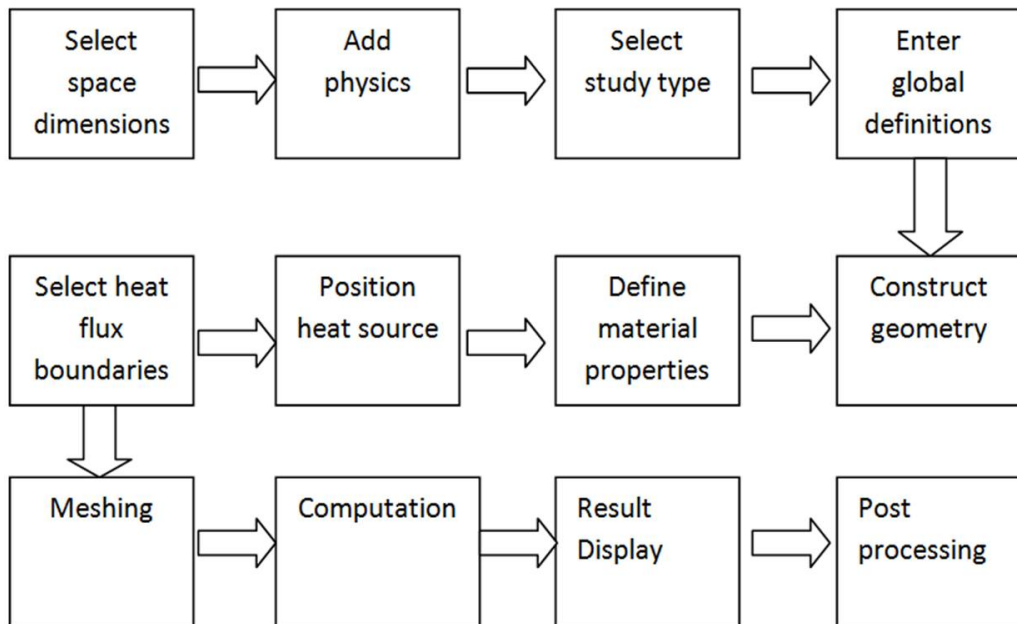 Select
space
dimensions
Add
physics
Select
study type
Enter
global
definitions
Select heat
flux
boundaries
Position
heat source
Define
material
properties
Construct
geometry
Meshing
Computation
Result
Display
Post
processing